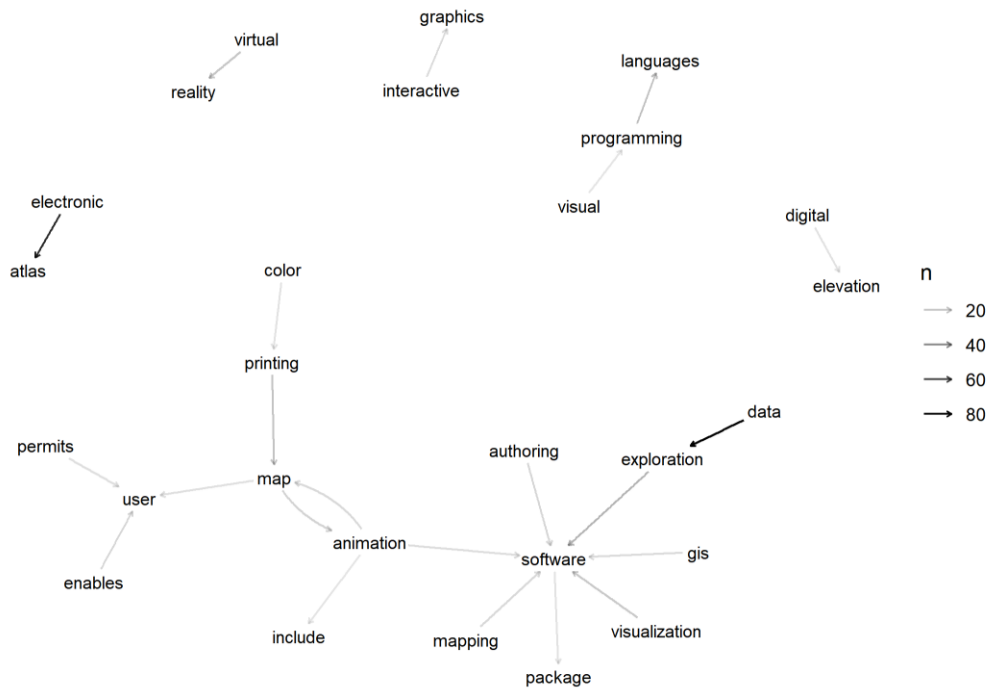 graphics
virtual
languages
reality
interactive
programming
electronic
visual
digital
atlas
color
elevation
n
20
printing
40
60
data
80
permits
authoring
exploration
map
user
animation
software
gis
enables
include
mapping
visualization
package